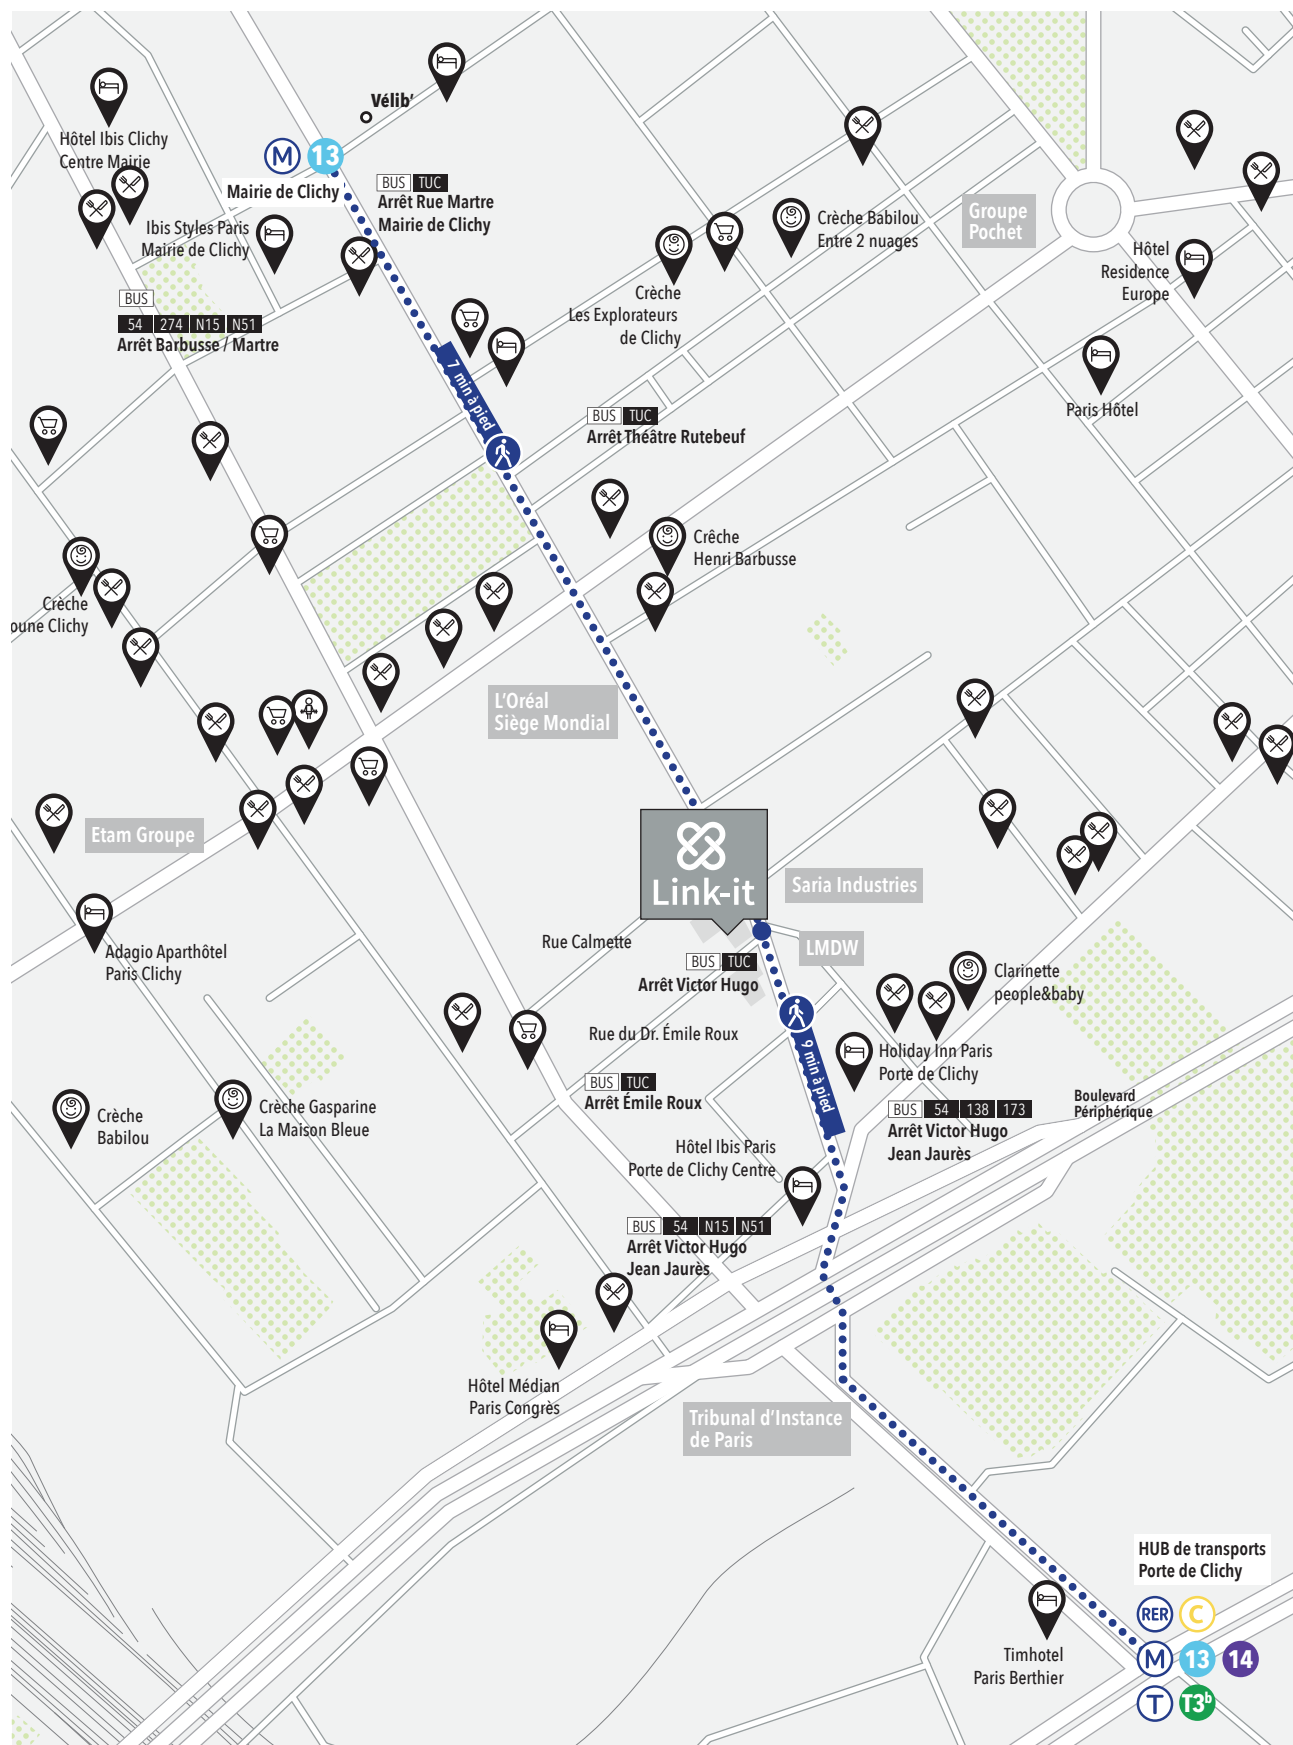 Vélib'
Hôtel Ibis Clichy
Centre Mairie
M 13
Mairie de Clichy
BUS TUC
Arrêt Rue Martre
Mairie de Clichy
Ibis Styles Paris
Mairie de Clichy
Crèche Babilou
Entre 2 nuages
Groupe
Pochet
Hôtel
Residence
Europe
BUS
54 274 N15 N51
Arrêt Barbusse / Martre
Crèche
Les Explorateurs
de Clichy
7 min à pied
Paris Hôtel
BUS TUC
Arrêt Théâtre Rutebeuf
Crêche
Henri Barbusse
Crèche
oune Clichy
L'Oréal
Siège Mondial
Etam Groupe
Link-it
Saria Industries
Rue Calmette
LMDW
Adagio Aparthôtel
Paris Clichy
BUS TUC
Arrêt Victor Hugo
Clarinette
people&baby
Rue du Dr. Émile Roux
9 min à pied
Holiday Inn Paris
Porte de Clichy
BUS TUC
Arrêt Émile Roux
Boulevard
Périphérique
Crèche
Babilou
Crèche Gasparine
La Maison Bleue
BUS 54 138 173
Arrêt Victor Hugo
Jean Jaurès
Hôtel Ibis Paris
Porte de Clichy Centre
BUS 54 N15 N51
Arrêt Victor Hugo
Jean Jaurès
Hôtel Médian
Paris Congrès
Tribunal d'Instance
de Paris
HUB de transports
Porte de Clichy
RER C
M 13 14
T T3b
Timhotel
Paris Berthier